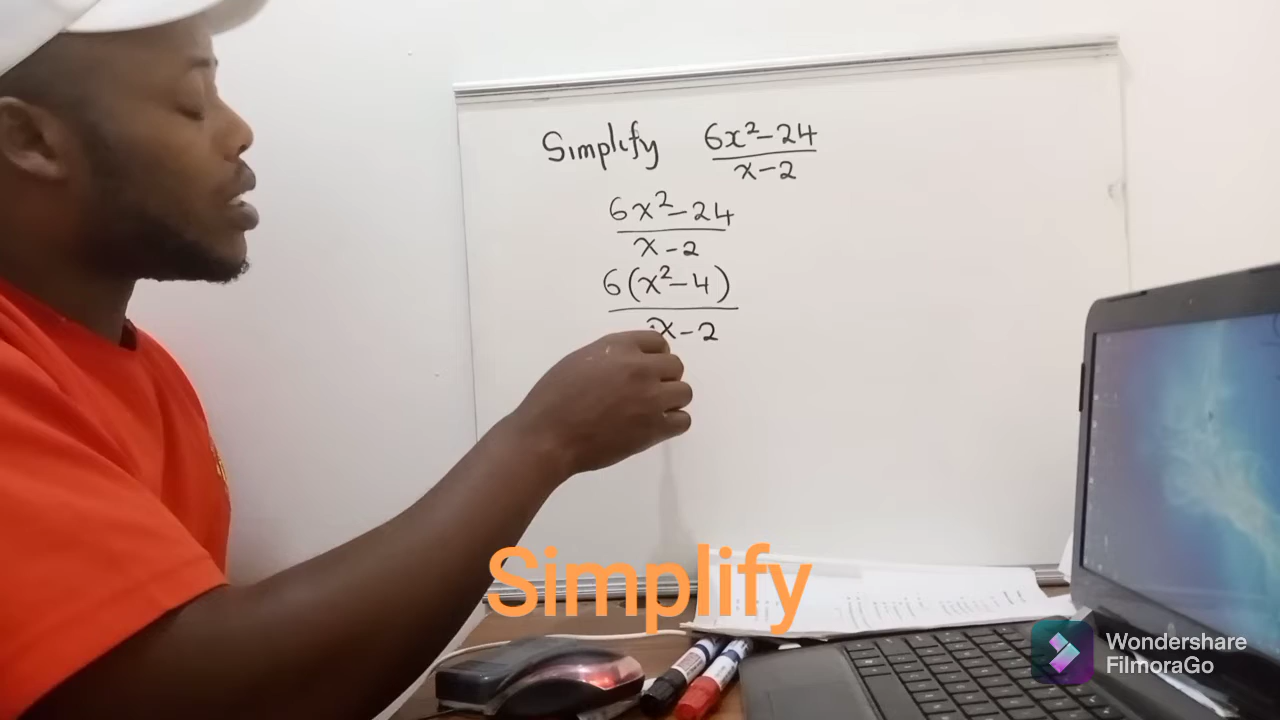 Simplify 6x²-24
x-2
6x²-24
x-2
6(x²-4)
x-2
Simplify
Wondershare
FilmoraGo